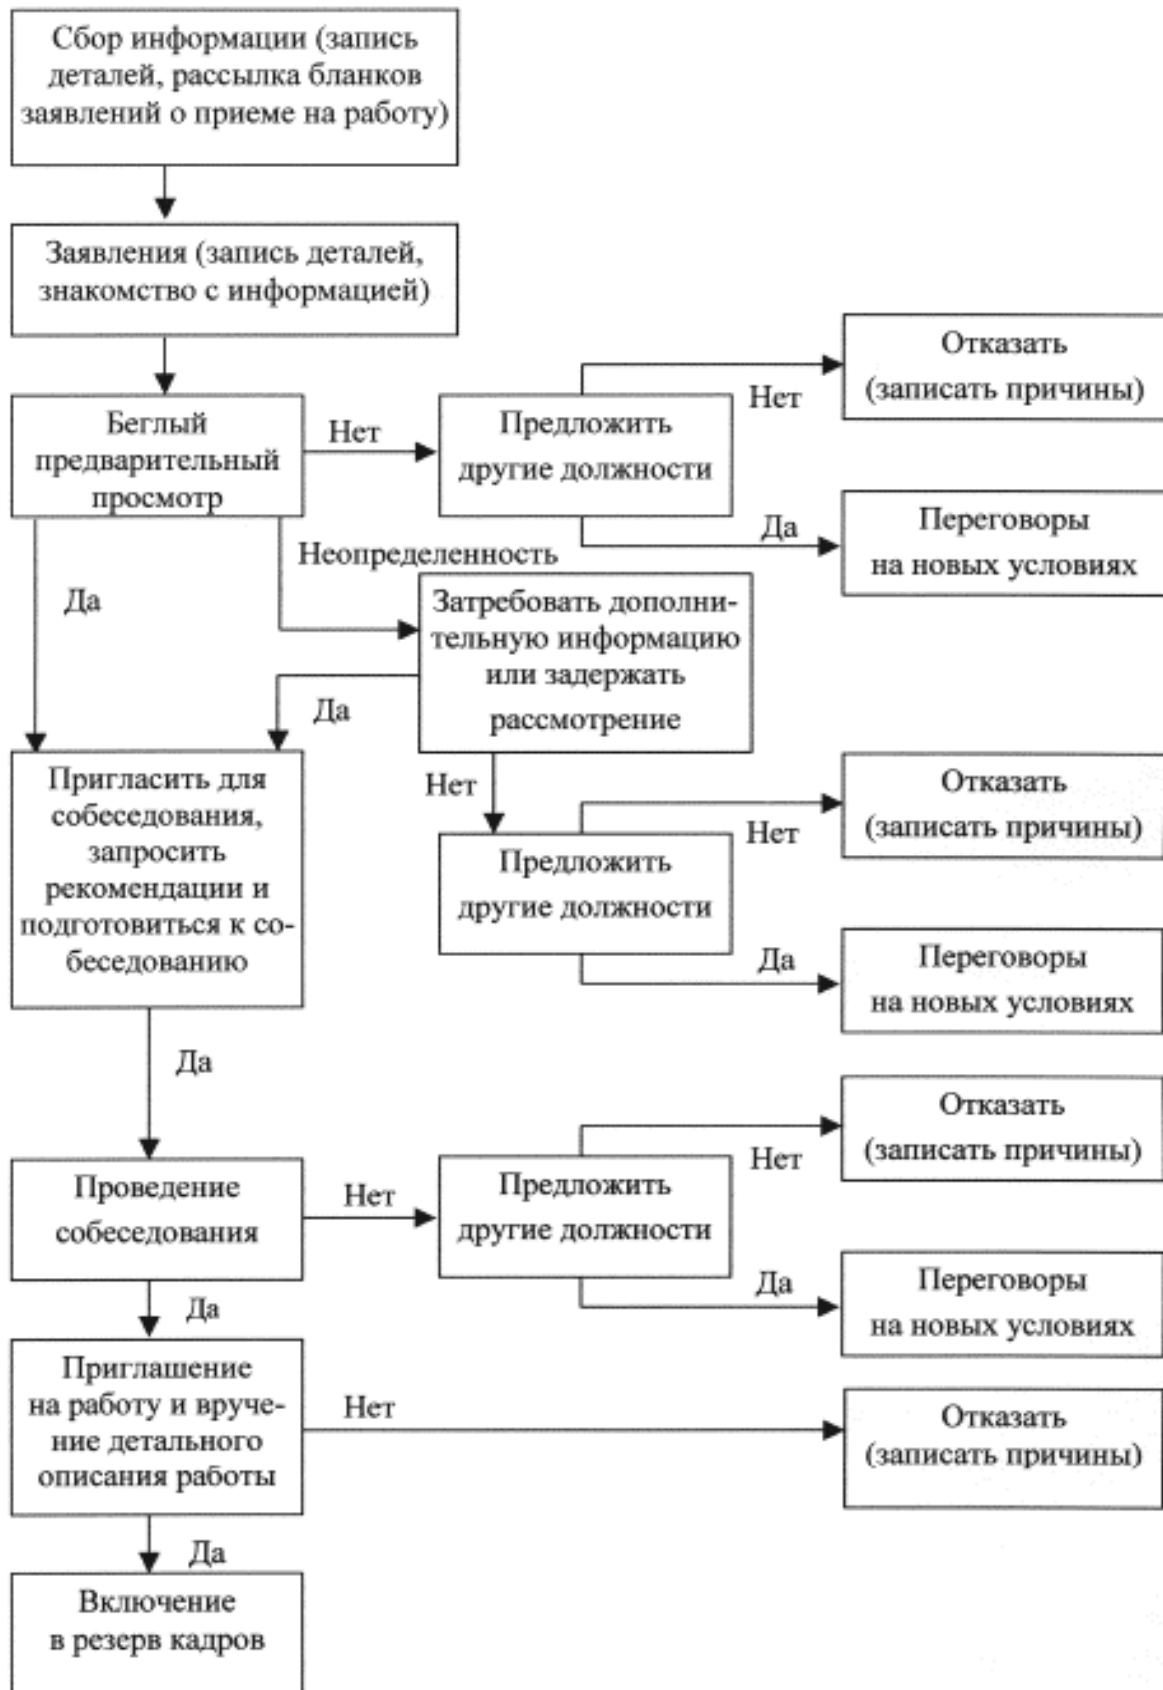 Сбор информации (запись
деталей, рассылка бланков
заявлений о приеме на работу)
Заявления (запись деталей,
знакомство с информацией)
Беглый
предварительный
просмотр
Нет
Предложить
другие должности
Нет
Отказать
(записать причины)
Да
Переговоры
на новых условиях
Неопределенность
Да
Затребовать дополни-
тельную информацию
или задержать
рассмотрение
Да
Нет
Пригласить для
собеседования,
запросить
рекомендации и
подготовиться к со-
беседованию
Предложить
другие должности
Нет
Отказать
(записать причины)
Да
Переговоры
на новых условиях
Да
Проведение
собеседования
Нет
Предложить
другие должности
Нет
Отказать
(записать причины)
Да
Переговоры
на новых условиях
Да
Приглашение
на работу и вруче-
ние детального
описания работы
Нет
Отказать
(записать причины)
Да
Включение
в резерв кадров